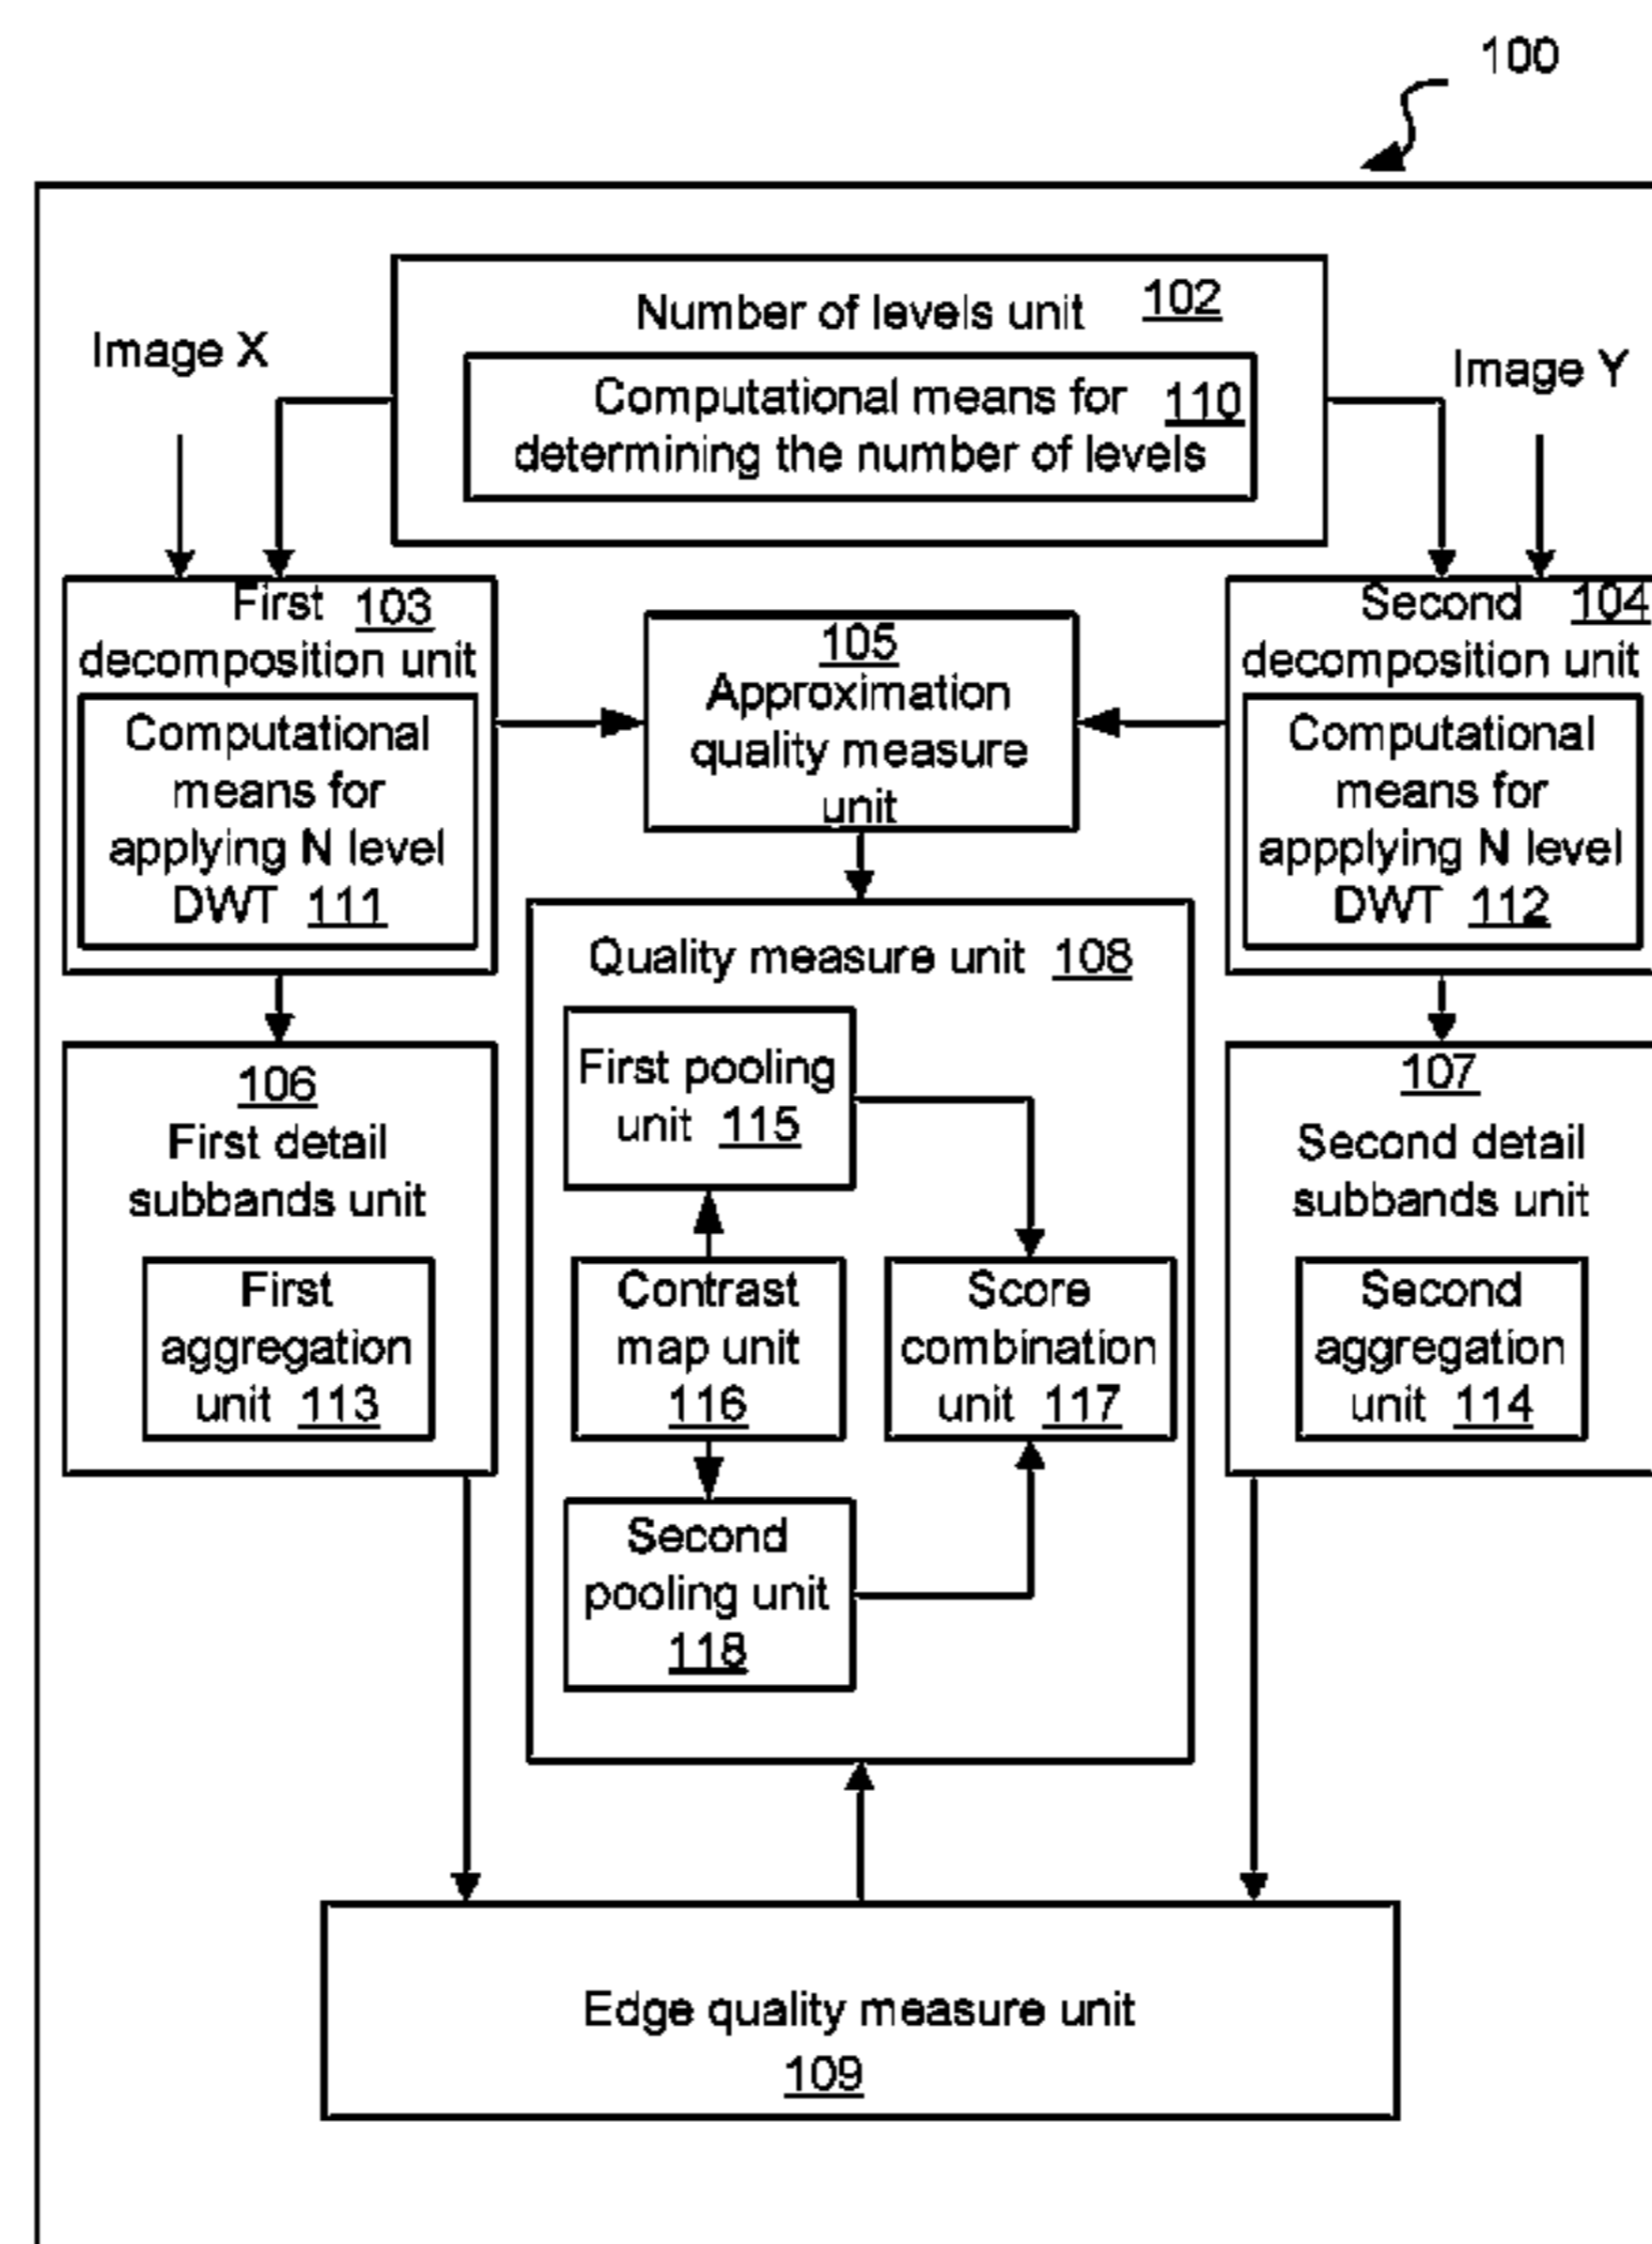 100
Number of levels unit 102
Image X
Image Y
Computational means for 110
determining the number of levels
First 103
decomposition unit
Computational
means for
applying N level
DWT 111
105
Approximation
quality measure
unit
Second 104
decomposition unit
Computational
means for
appplying N level
DWT 112
Quality measure unit 108
First pooling
unit 115
Contrast
map unit
116
Score
combination
unit 117
Second
pooling unit
118
106
First detail
subbands unit
First
aggregation
unit 113
107
Second detail
subbands unit
Second
aggregation
unit 114
Edge quality measure unit
109